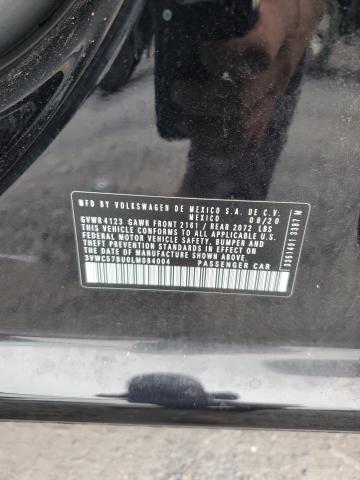 MFD BY VOLKSWAGEN DE MEXICO S.A. DE C.V.
MEXICO 08/20
GVWR 4123 GAWR FRONT 2161 / REAR 2072 LBS
THIS VEHICLE CONFORMS TO ALL APPLICABLE U.S.
FEDERAL MOTOR VEHICLE SAFETY, BUMPER AND
THEFT PREVENTION STANDARDS IN EFFECT ON THE
DATE OF MANUFACTURE SHOWN ABOVE.
3VWC57BU0LM084004 PASSENGER CAR